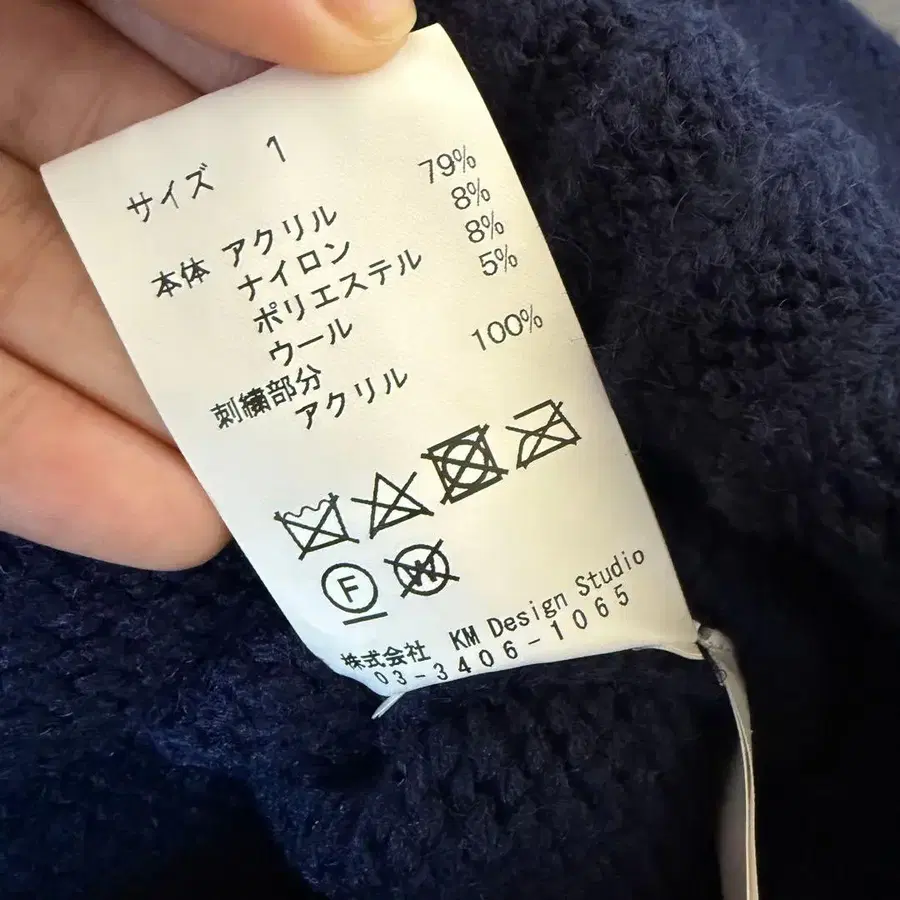 サイズ 1
本体 アクリル 79%
ナイロン 8%
ポリエステル 8%
ウール 5%
刺繍部分
アクリル 100%
F W
株式会社 KM Design Studio
03-3406-1065